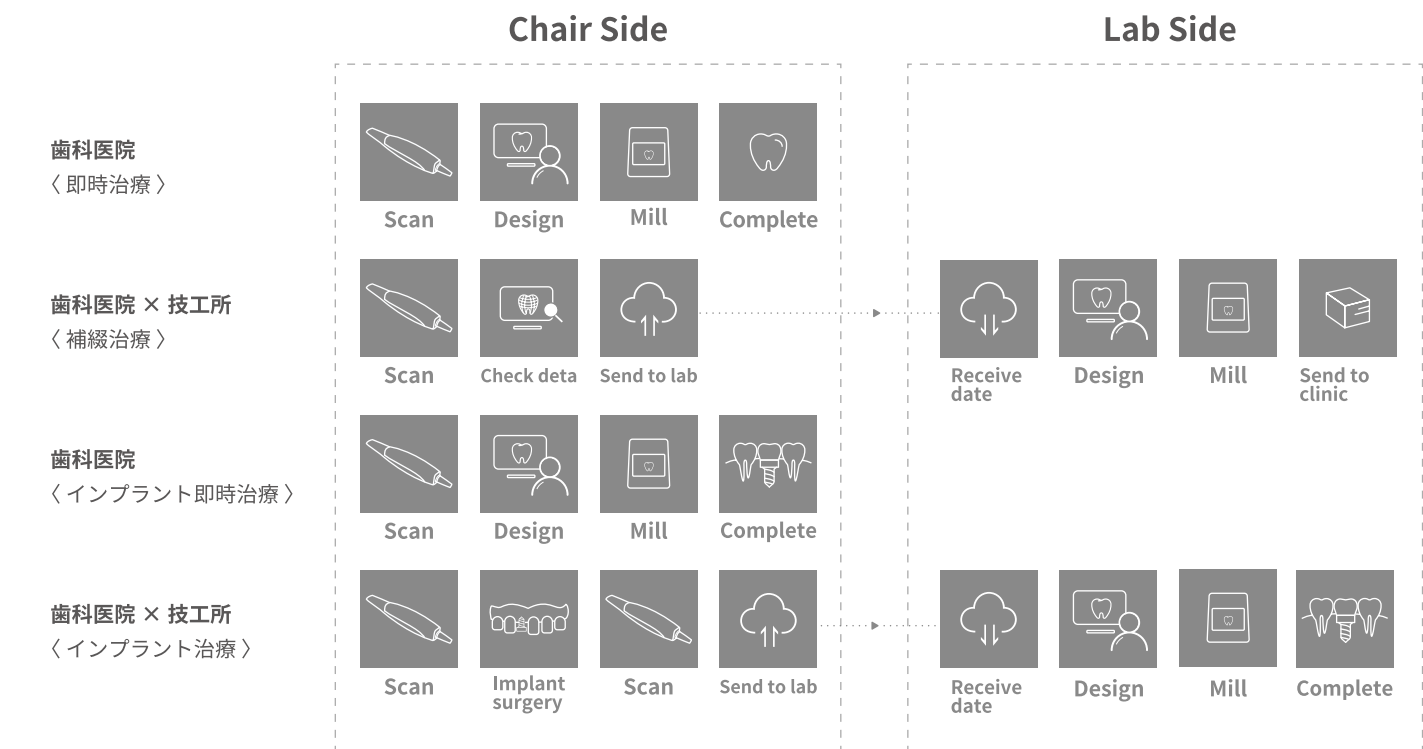 Chair Side
Lab Side
歯科医院
〈 即時治療 〉
Scan
Design
Mill
Complete
歯科医院 × 技工所
〈 補綴治療 〉
Scan
Check deta
Send to lab
Receive
date
Design
Mill
Send to
clinic
歯科医院
〈 インプラント即時治療 〉
Scan
Design
Mill
Complete
歯科医院 × 技工所
〈 インプラント治療 〉
Scan
Implant
surgery
Scan
Send to lab
Receive
date
Design
Mill
Complete